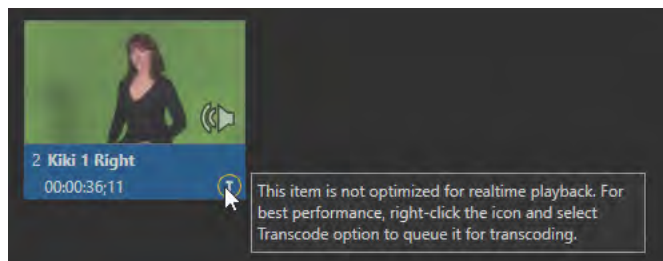 2 Kiki 1 Right
00:00:36;11
T
This item is not optimized for realtime playback. For
best performance, right-click the icon and select
Transcode option to queue it for transcoding.